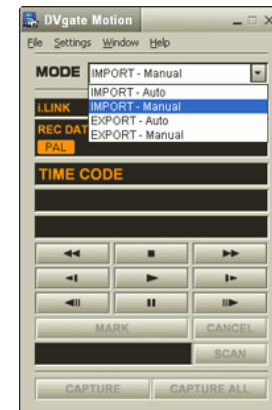 DVgate Motion
File Settings Window Help
MODE IMPORT - Manual
IMPORT - Auto
IMPORT - Manual
EXPORT - Auto
EXPORT - Manual
i.LINK
REC DAT
PAL
TIME CODE
MARK CANCEL
SCAN
CAPTURE CAPTURE ALL